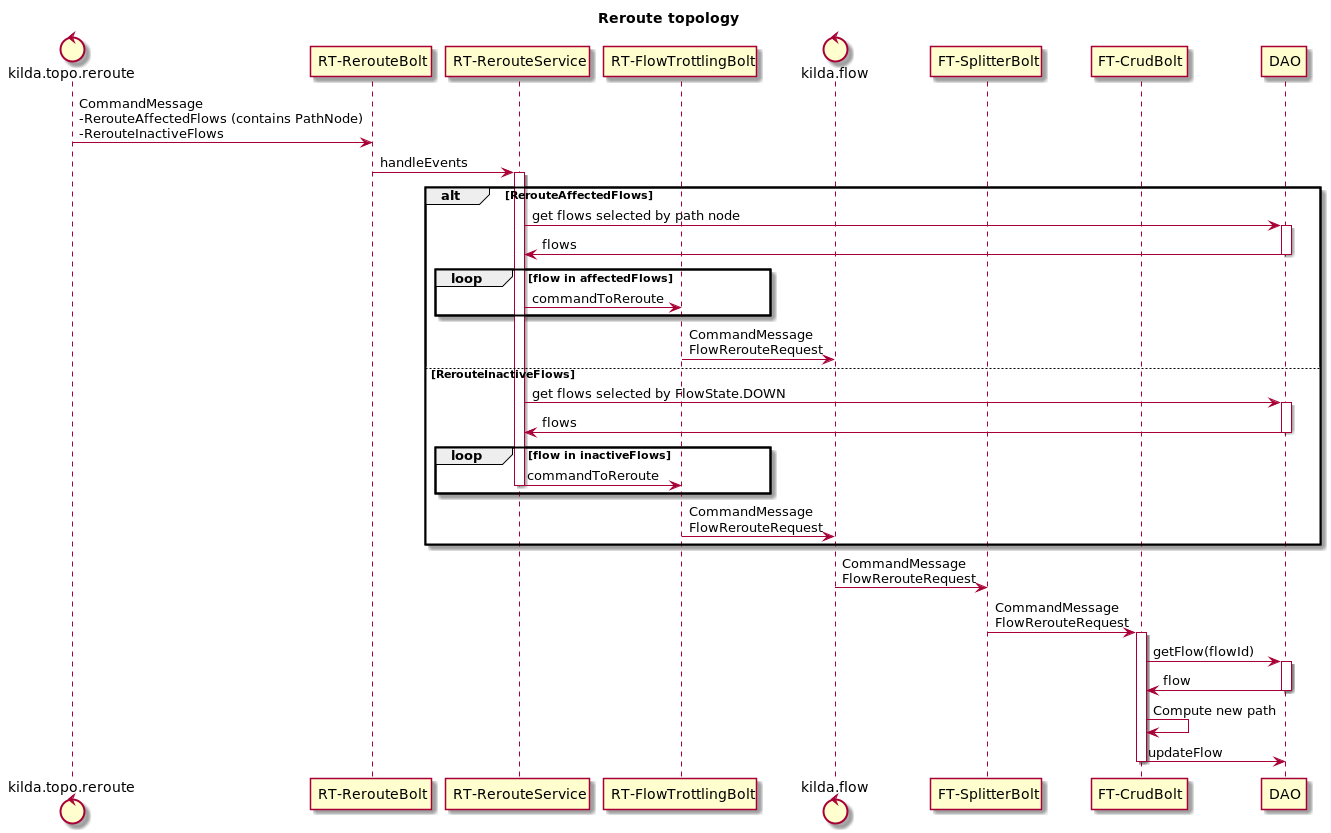 Reroute topology
kilda.topo.reroute
RT-RerouteBolt
RT-RerouteService
RT-FlowTrottlingBolt
kilda.flow
FT-SplitterBolt
FT-CrudBolt
DAO
CommandMessage
-RerouteAffectedFlows (contains PathNode)
-RerouteInactiveFlows
handleEvents
alt
[RerouteAffectedFlows]
get flows selected by path node
flows
loop
[flow in affectedFlows]
commandToReroute
CommandMessage
FlowRerouteRequest
[RerouteInactiveFlows]
get flows selected by FlowState.DOWN
flows
loop
[flow in inactiveFlows]
commandToReroute
CommandMessage
FlowRerouteRequest
CommandMessage
FlowRerouteRequest
CommandMessage
FlowRerouteRequest
getFlow(flowId)
flow
Compute new path
updateFlow
kilda.topo.reroute
RT-RerouteBolt
RT-RerouteService
RT-FlowTrottlingBolt
kilda.flow
FT-SplitterBolt
FT-CrudBolt
DAO